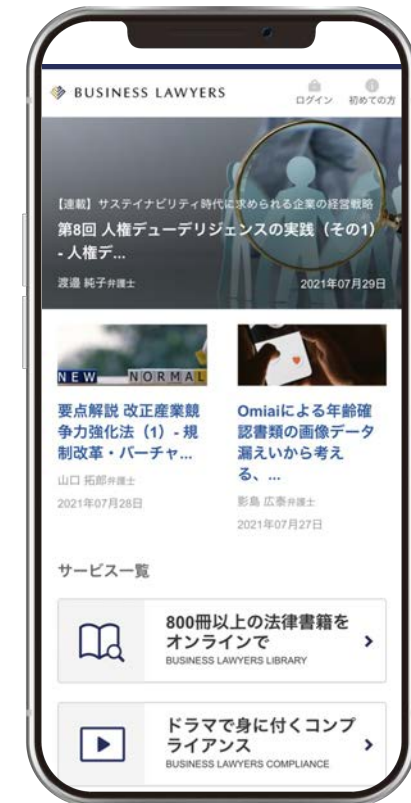 BUSINESS LAWYERS
ログイン
初めての方
【連載】サステイナビリティ時代に求められる企業の経営戦略
第8回 人権デューデリジェンスの実践（その1）
- 人権デ...
渡邉 純子弁護士
2021年07月29日
NEW NORMAL
要点解説 改正産業競
争力強化法（1）- 規
制改革・バーチャ...
山口 拓郎弁護士
2021年07月28日
Omiaiによる年齢確
認書類の画像データ
漏えいから考え
る、...
影島 広泰弁護士
2021年07月27日
サービス一覧
800冊以上の法律書籍を
オンラインで
BUSINESS LAWYERS LIBRARY
ドラマで身に付くコンプ
ライアンス
BUSINESS LAWYERS COMPLIANCE